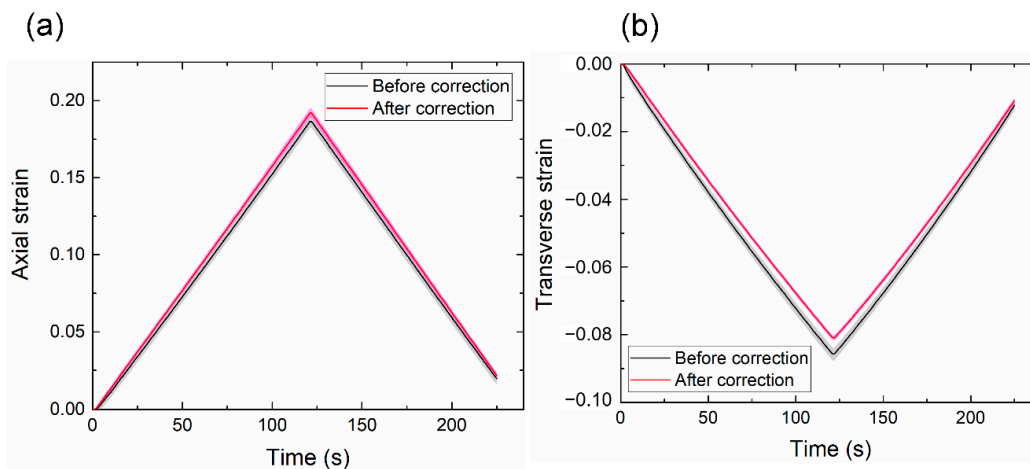 (a)
Axial strain
0.20
0.15
0.10
0.05
0.00
0 50 100 150 200
Time (s)
Before correction
After correction
(b)
Transverse strain
0.00
−0.02
−0.04
−0.06
−0.08
−0.10
0 50 100 150 200
Time (s)
Before correction
After correction